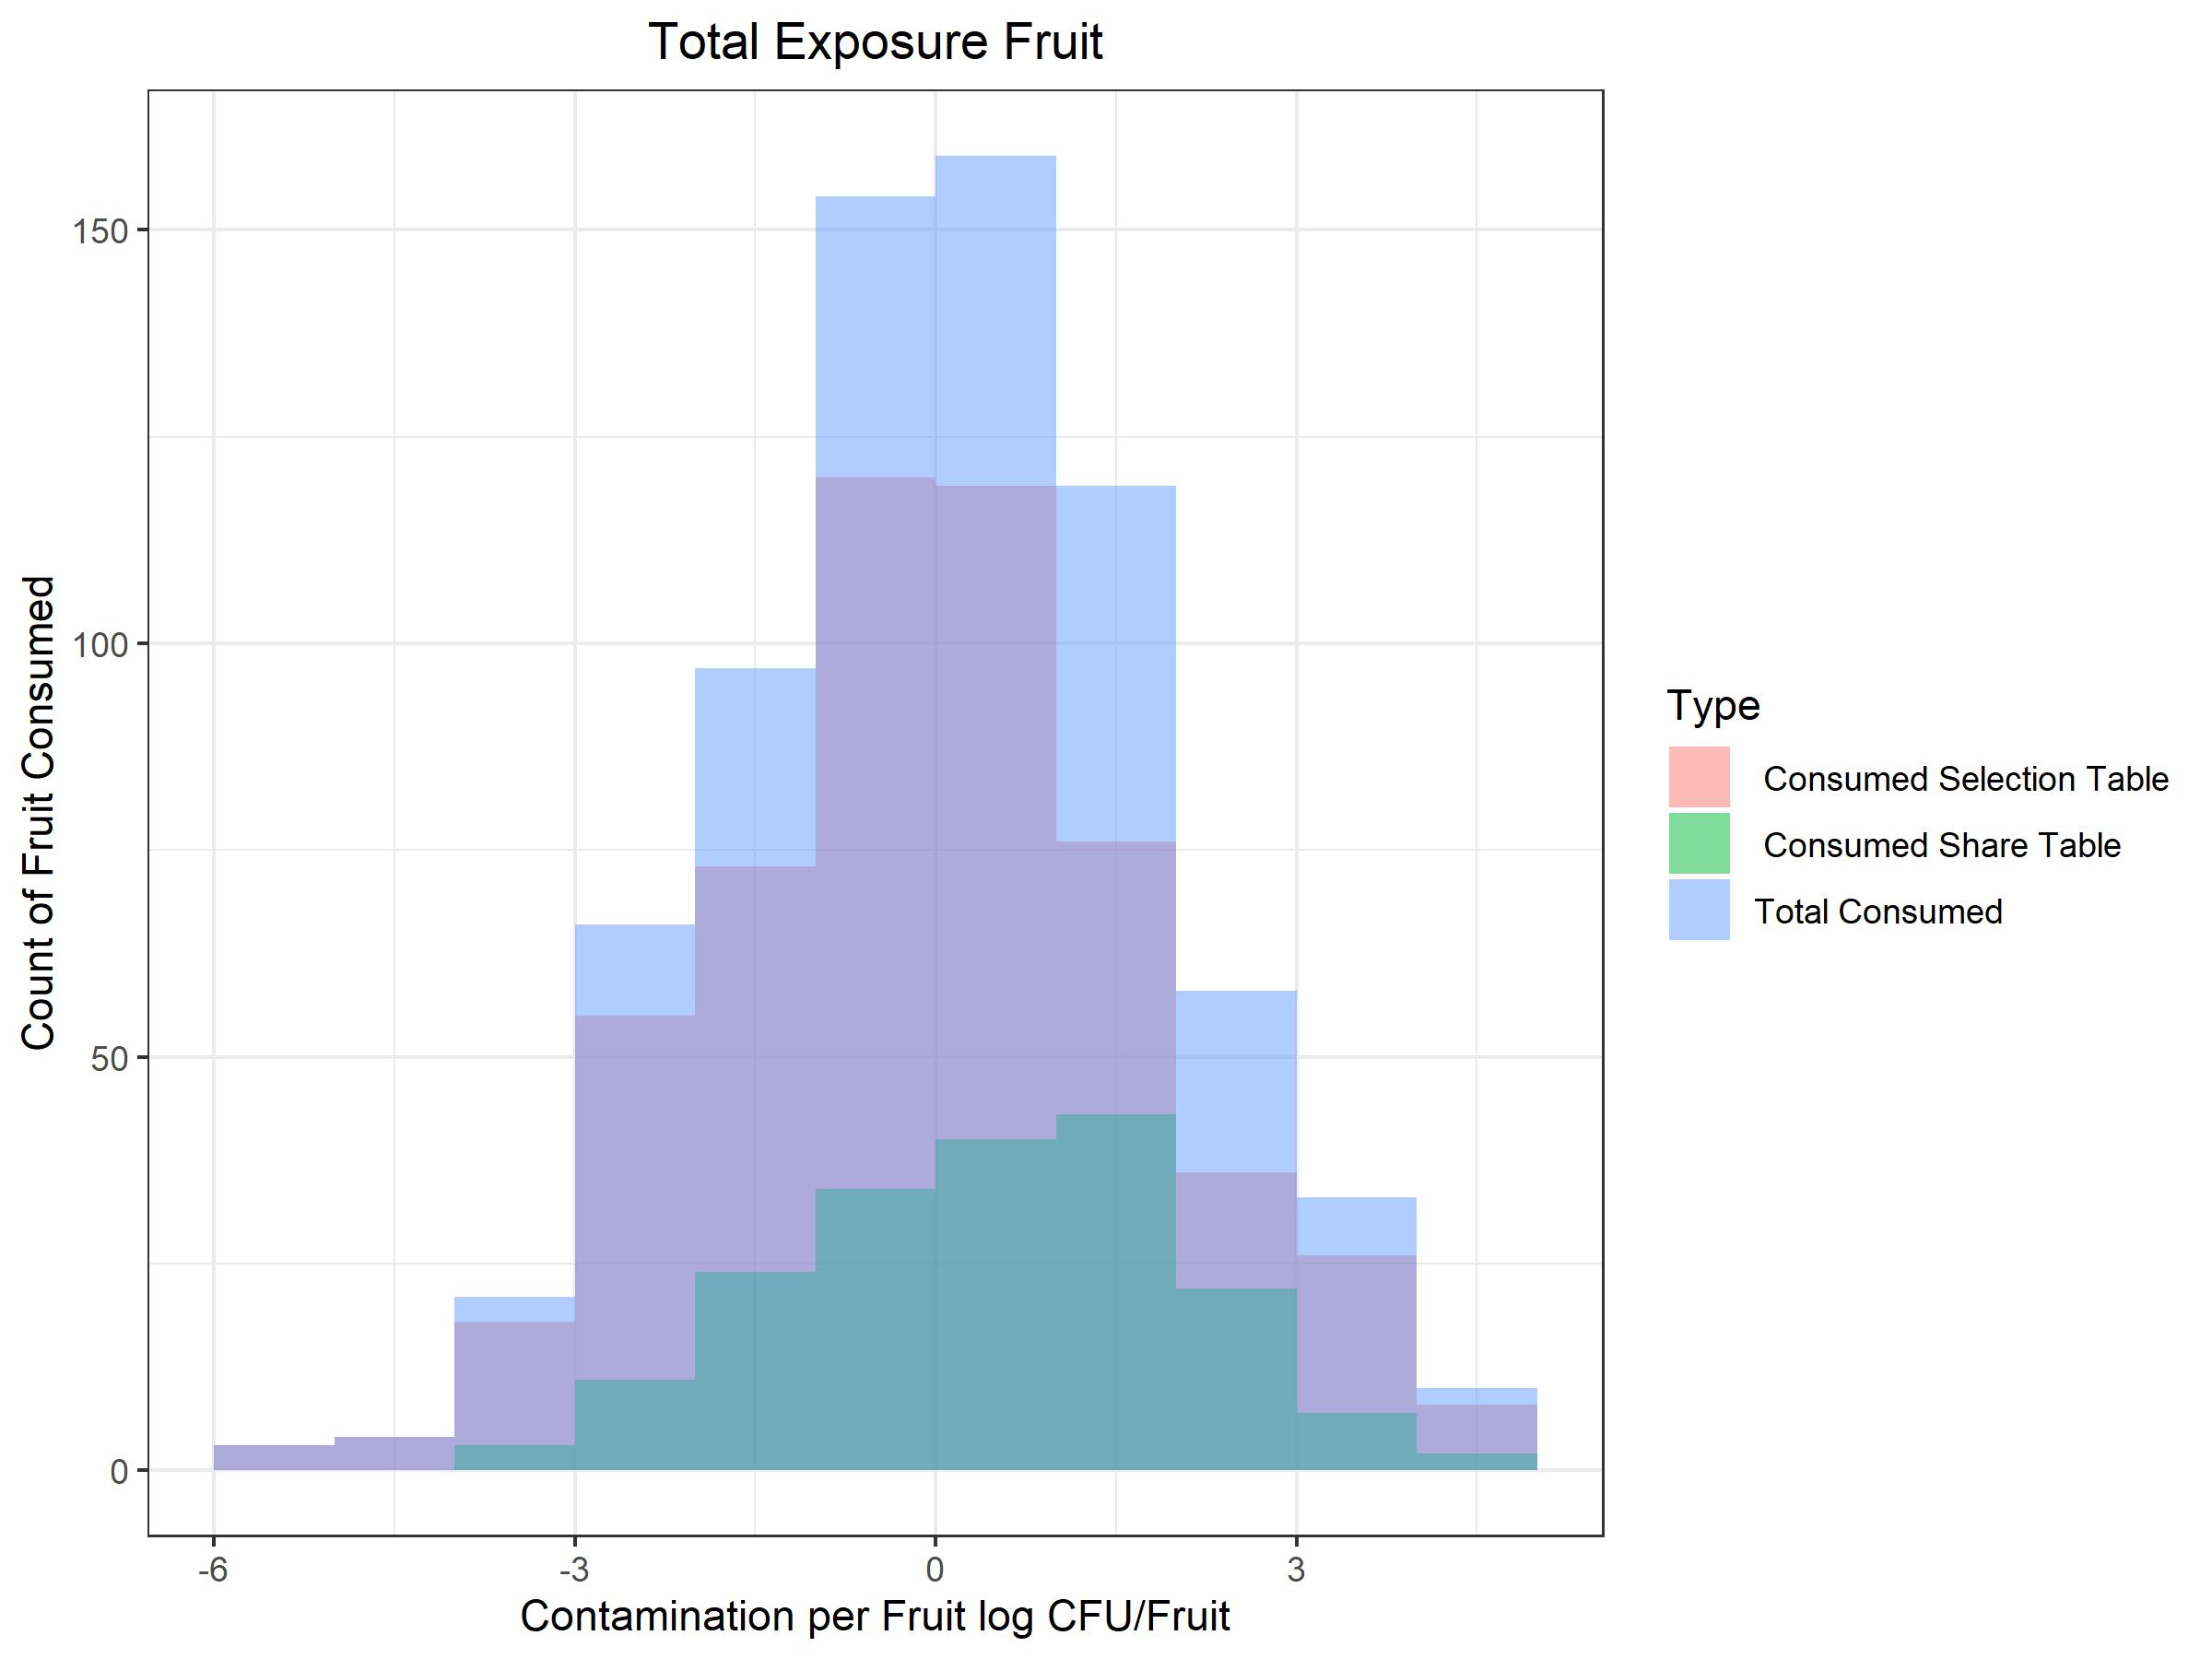 Total Exposure Fruit
150
100
50
0
Count of Fruit Consumed
-6
-3
0
3
Contamination per Fruit log CFU/Fruit
Type
Consumed Selection Table
Consumed Share Table
Total Consumed